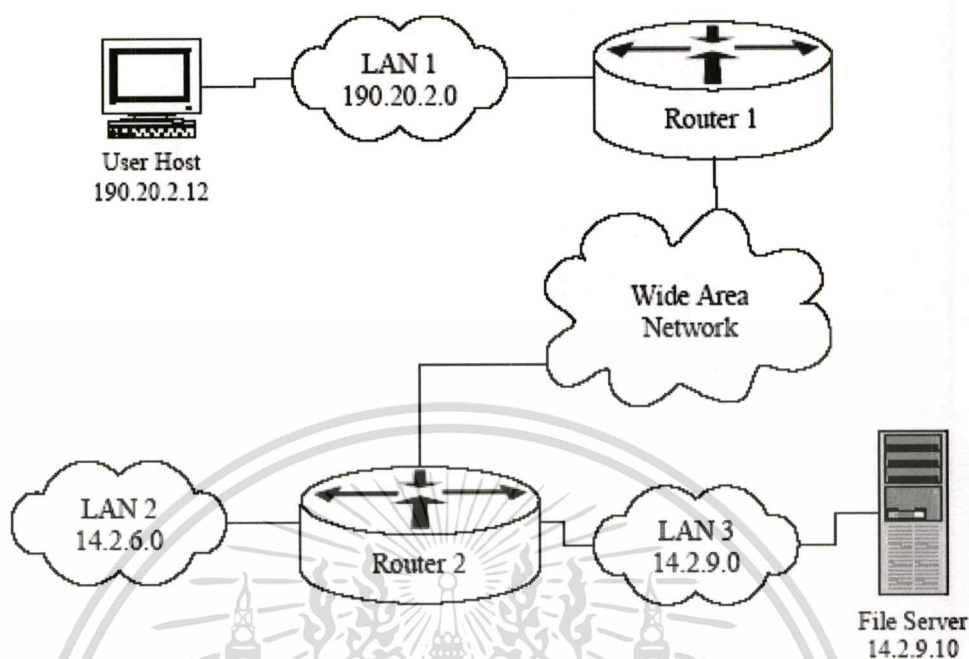 LAN 1
190.20.2.0
Router 1
User Host
190.20.2.12
Wide Area
Network
LAN 2
14.2.6.0
Router 2
LAN 3
14.2.9.0
File Server
14.2.9.10